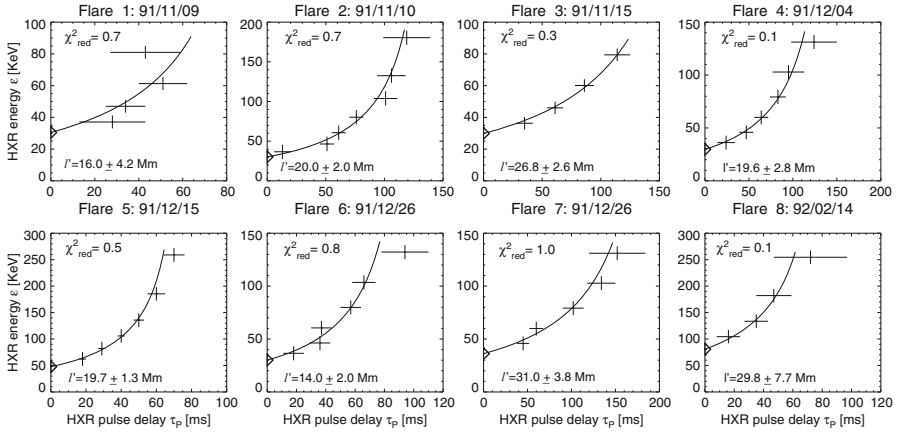 Flare 1: 91/11/09
Flare 2: 91/11/10
Flare 3: 91/11/15
Flare 4: 91/12/04
HXR energy ε [KeV]
100
80
60
40
20
0
χ²red= 0.7
l'=16.0 ± 4.2 Mm
0 20 40 60 80
200
150
100
50
0
χ²red= 0.7
l'=20.0 ± 2.0 Mm
0 50 100 150
100
80
60
40
20
0
χ²red= 0.3
l'=26.8 ± 2.6 Mm
0 50 100 150
150
100
50
0
χ²red= 0.1
l'=19.6 ± 2.8 Mm
0 50 100 150 200
Flare 5: 91/12/15
Flare 6: 91/12/26
Flare 7: 91/12/26
Flare 8: 92/02/14
HXR energy ε [KeV]
300
250
200
150
100
50
0
χ²red= 0.5
l'=19.7 ± 1.3 Mm
0 20 40 60 80 100
HXR pulse delay τP [ms]
150
100
50
0
χ²red= 0.8
l'=14.0 ± 2.0 Mm
0 20 40 60 80 100 120
HXR pulse delay τP [ms]
150
100
50
0
χ²red= 1.0
l'=31.0 ± 3.8 Mm
0 50 100 150 200
HXR pulse delay τP [ms]
300
250
200
150
100
50
0
χ²red= 0.1
l'=29.8 ± 7.7 Mm
0 20 40 60 80 100 120
HXR pulse delay τP [ms]